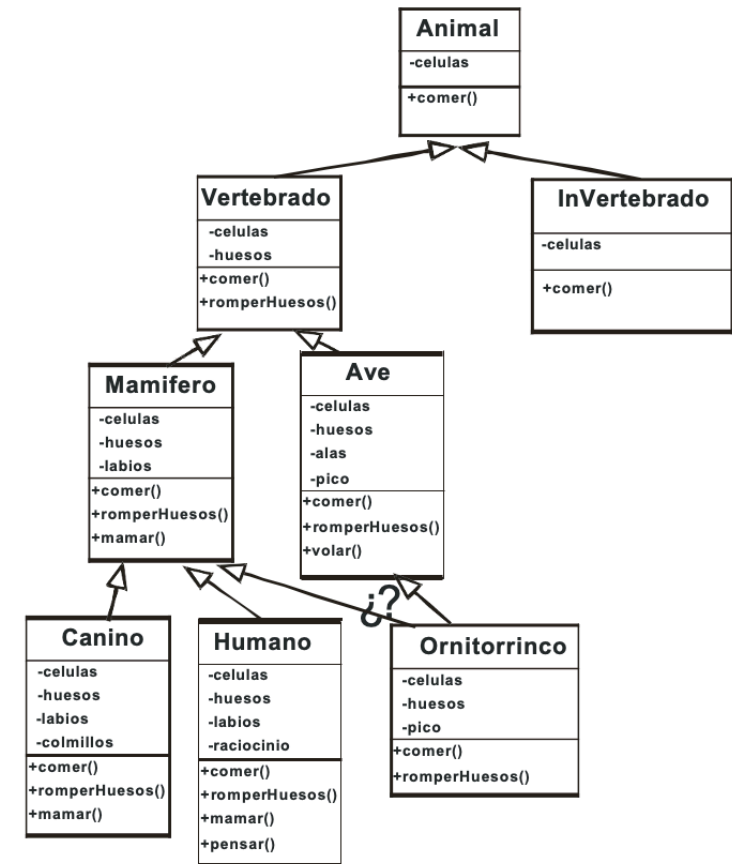 Animal
-celulas
+comer()
Vertebrado
-celulas
-huesos
+comer()
+romperHuesos()
InVertebrado
-celulas
+comer()
Mamifero
-celulas
-huesos
-labios
+comer()
+romperHuesos()
+mamar()
Ave
-celulas
-huesos
-alas
-pico
+comer()
+romperHuesos()
+volar()
¿?
Canino
-celulas
-huesos
-labios
-colmillos
+comer()
+romperHuesos()
+mamar()
Humano
-celulas
-huesos
-labios
-raciocinio
+comer()
+romperHuesos()
+mamar()
+pensar()
Ornitorrinco
-celulas
-huesos
-pico
+comer()
+romperHuesos()